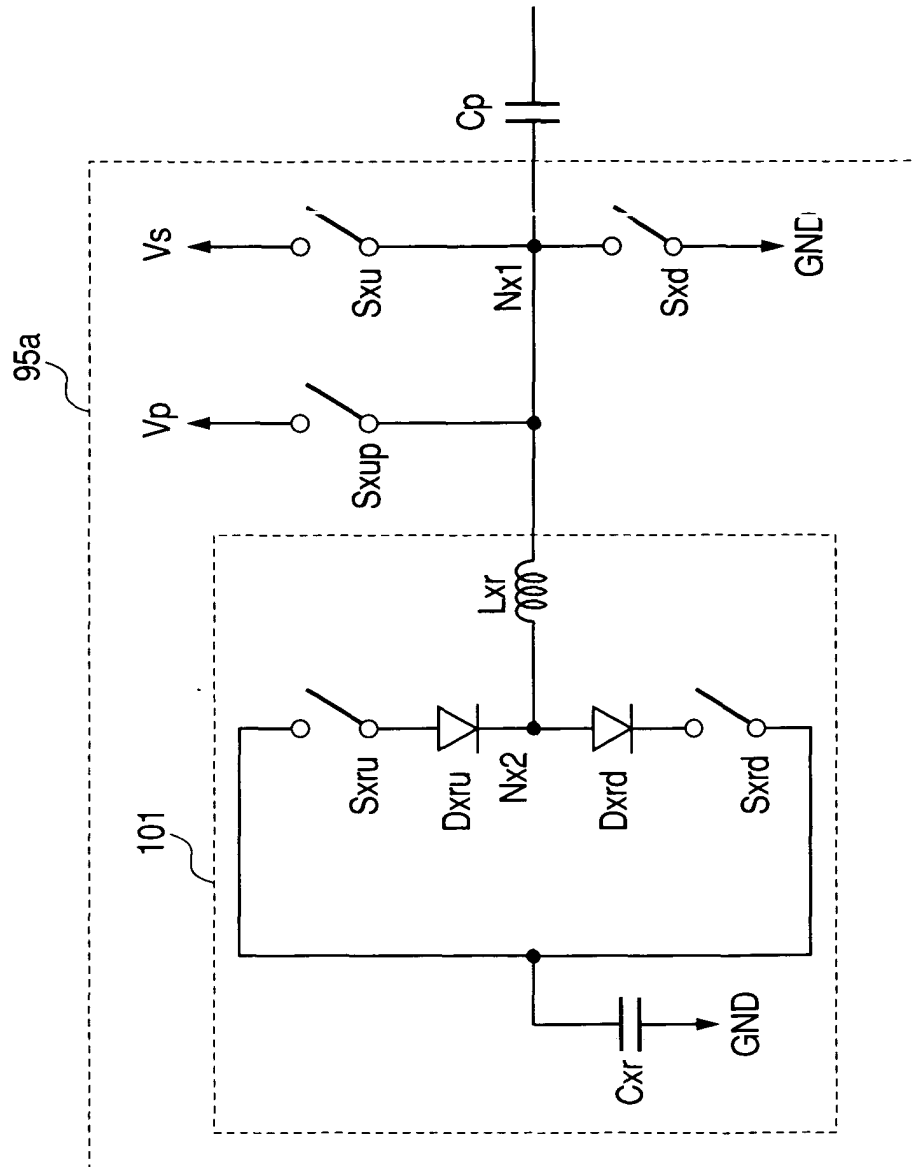 95a
Vp
Vs
Sxup
Sxu
Cp
Nx1
Sxd
GND
101
Sxru
Dxru
Nx2
Lxr
Dxrd
Sxrd
Cxr
GND